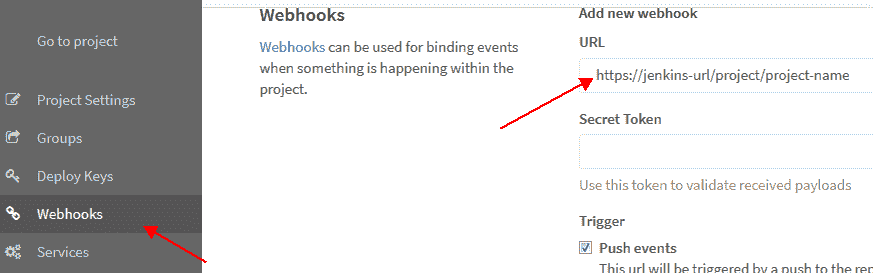 Go to project
Project Settings
Groups
Deploy Keys
Webhooks
Services
Webhooks
Webhooks can be used for binding events
when something is happening within the
project.
Add new webhook
URL
https://jenkins-url/project/project-name
Secret Token
Use this token to validate received payloads
Trigger
Push events
This url will be triggered by a push to the